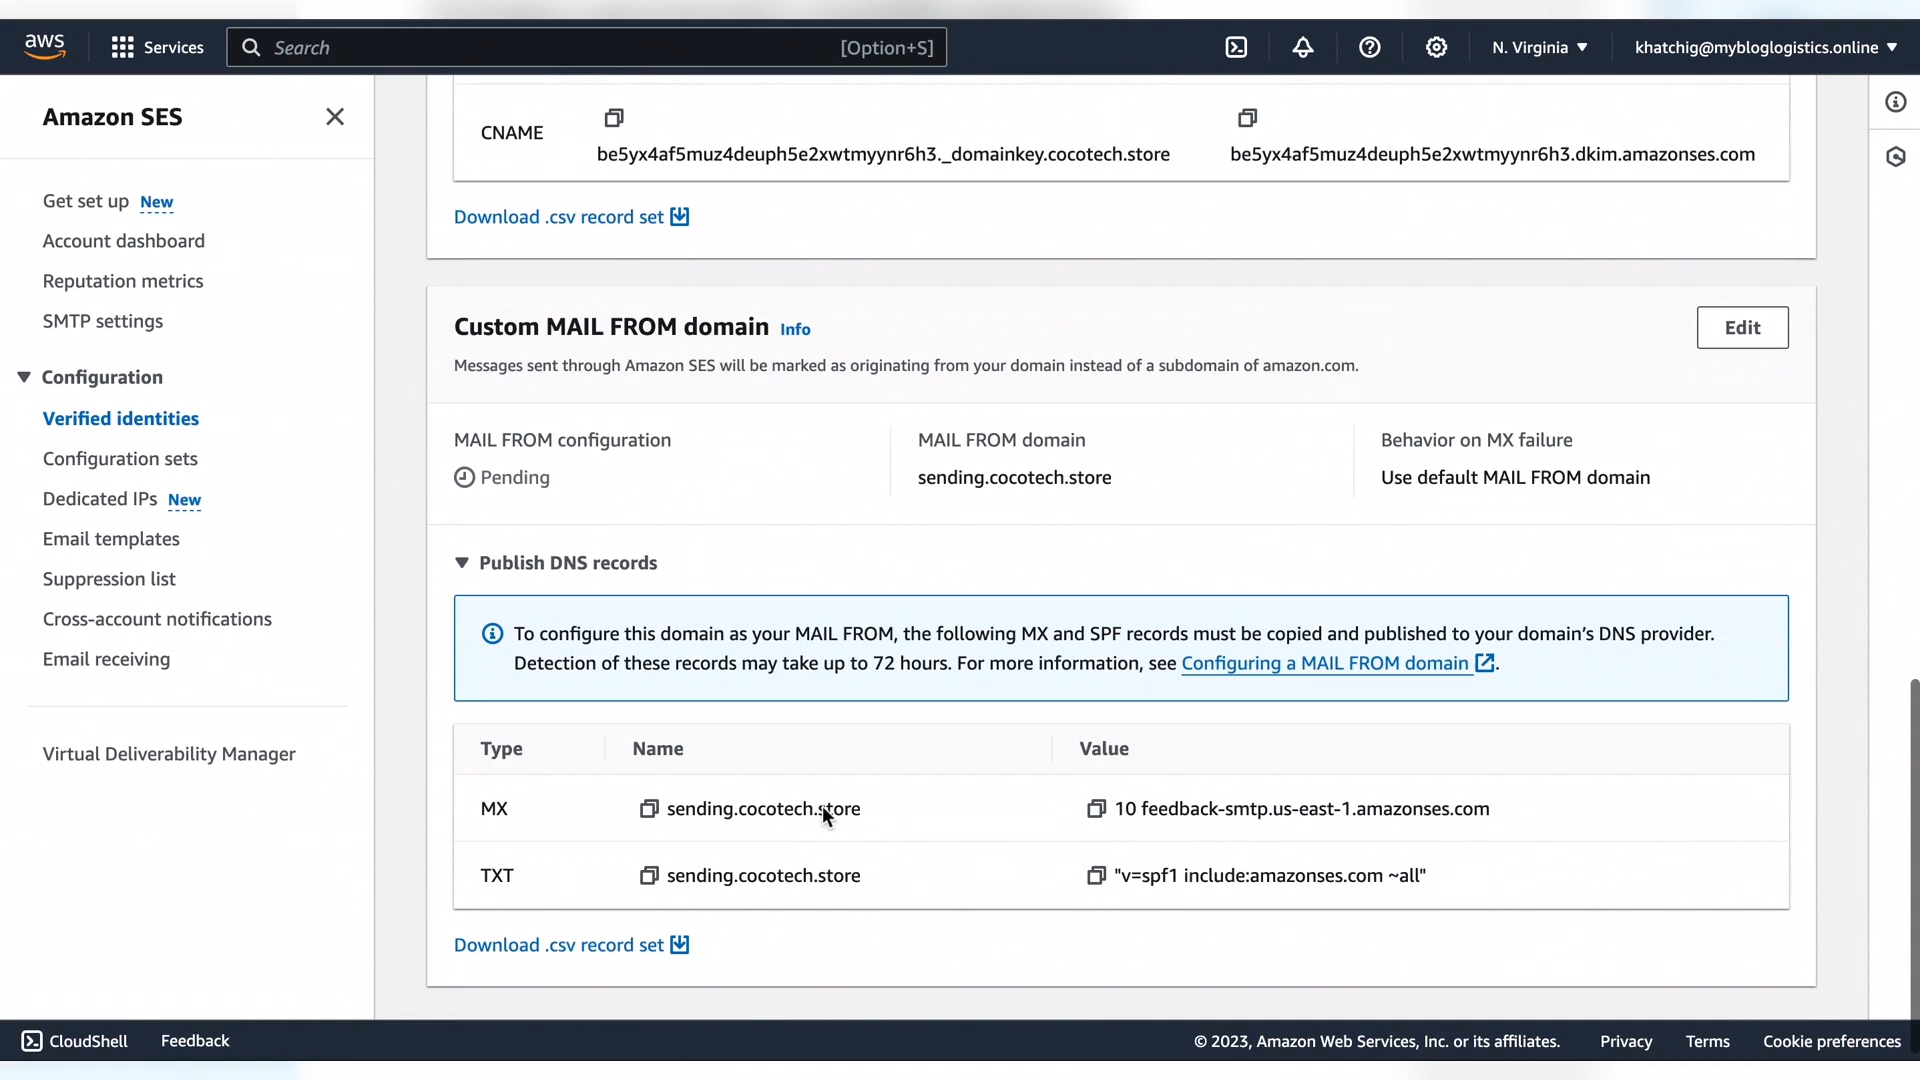 aws
Services
Search
[Option+S]
N. Virginia
khatchig@mybloglogistics.online
Amazon SES
Get set up New
Account dashboard
Reputation metrics
SMTP settings
Configuration
Verified identities
Configuration sets
Dedicated IPs New
Email templates
Suppression list
Cross-account notifications
Email receiving
Virtual Deliverability Manager
CNAME
be5yx4af5muz4deuph5e2xwtmyynr6h3._domainkey.cocotech.store
be5yx4af5muz4deuph5e2xwtmyynr6h3.dkim.amazonses.com
Download .csv record set
Custom MAIL FROM domain Info
Edit
Messages sent through Amazon SES will be marked as originating from your domain instead of a subdomain of amazon.com.
MAIL FROM configuration
Pending
MAIL FROM domain
sending.cocotech.store
Behavior on MX failure
Use default MAIL FROM domain
Publish DNS records
To configure this domain as your MAIL FROM, the following MX and SPF records must be copied and published to your domain's DNS provider.
Detection of these records may take up to 72 hours. For more information, see Configuring a MAIL FROM domain.
Type Name Value
MX sending.cocotech.store 10 feedback-smtp.us-east-1.amazonses.com
TXT sending.cocotech.store "v=spf1 include:amazonses.com ~all"
Download .csv record set
CloudShell
Feedback
© 2023, Amazon Web Services, Inc. or its affiliates.
Privacy
Terms
Cookie preferences